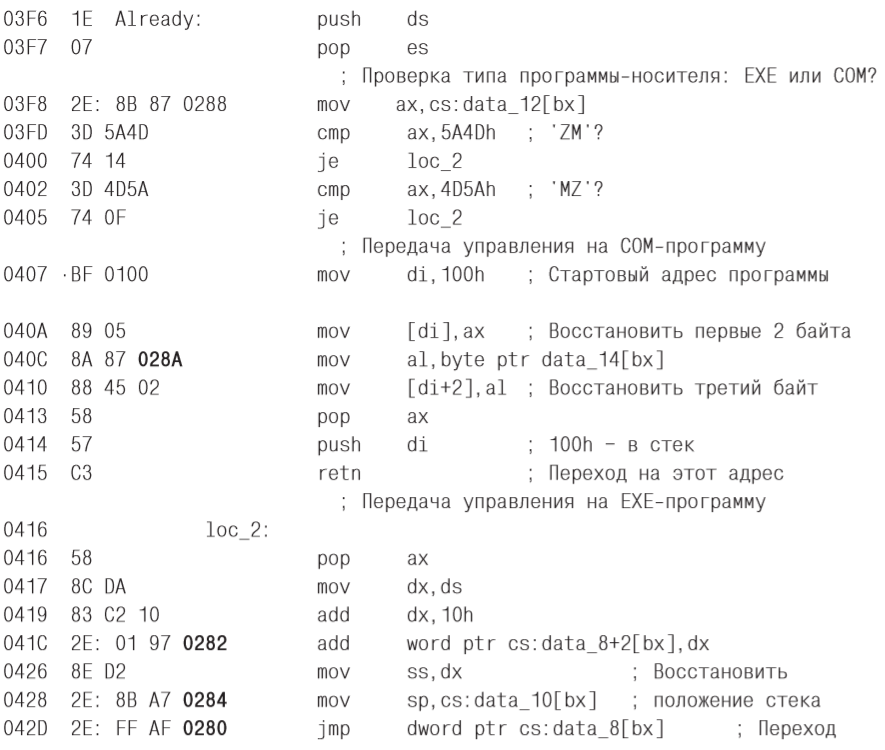 03F6 1E Already: push ds
03F7 07 pop es
; Проверка типа программы-носителя: EXE или COM?
03F8 2E: 8B 87 0288 mov ax,cs:data_12[bx]
03FD 3D 5A4D cmp ax,5A4Dh ; 'ZM'?
0400 74 14 je loc_2
0402 3D 4D5A cmp ax,4D5Ah ; 'MZ'?
0405 74 0F je loc_2
; Передача управления на COM-программу
0407 ·BF 0100 mov di,100h ; Стартовый адрес программы
040A 89 05 mov [di],ax ; Восстановить первые 2 байта
040C 8A 87 028A mov al,byte ptr data_14[bx]
0410 88 45 02 mov [di+2],al ; Восстановить третий байт
0413 58 pop ax
0414 57 push di ; 100h – в стек
0415 C3 retn ; Переход на этот адрес
; Передача управления на EXE-программу
0416 loc_2:
0416 58 pop ax
0417 8C DA mov dx,ds
0419 83 C2 10 add dx,10h
041C 2E: 01 97 0282 add word ptr cs:data_8+2[bx],dx
0426 8E D2 mov ss,dx ; Восстановить
0428 2E: 8B A7 0284 mov sp,cs:data_10[bx] ; положение стека
042D 2E: FF AF 0280 jmp dword ptr cs:data_8[bx] ; Переход